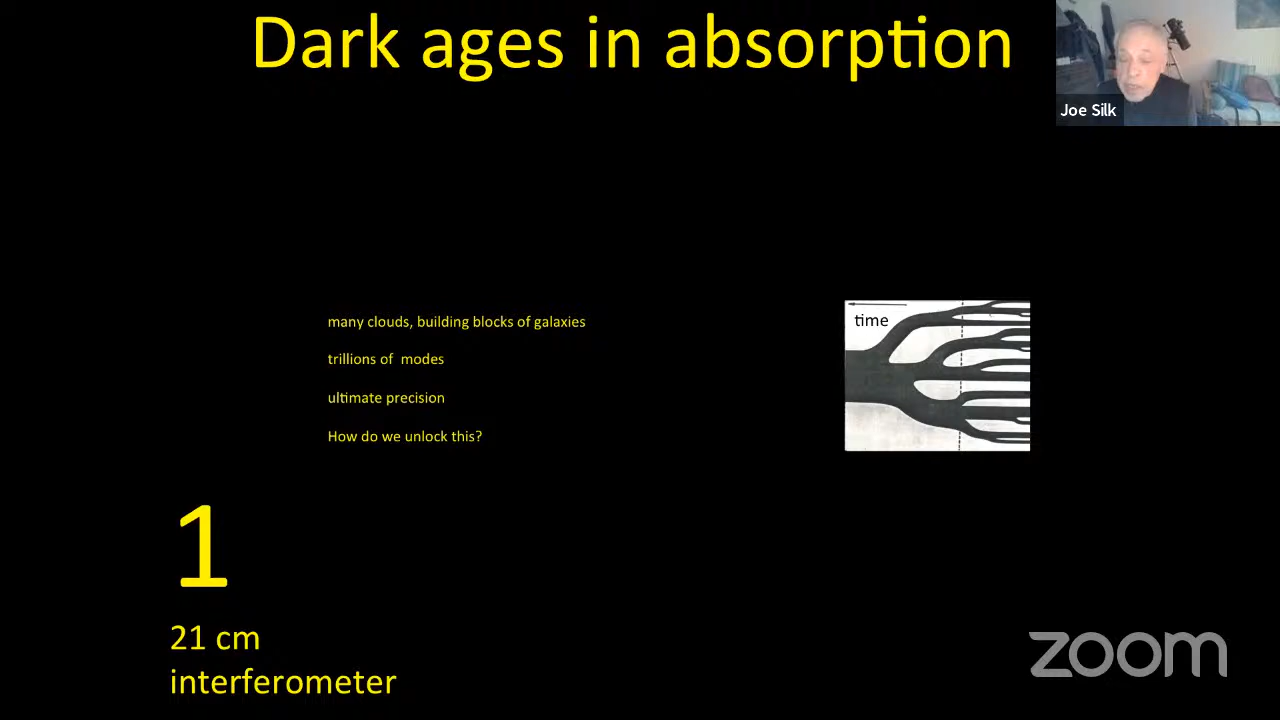 Dark ages in absorption
Joe Silk
many clouds, building blocks of galaxies
time
trillions of modes
ultimate precision
How do we unlock this?
1
21 cm
interferometer
zoom